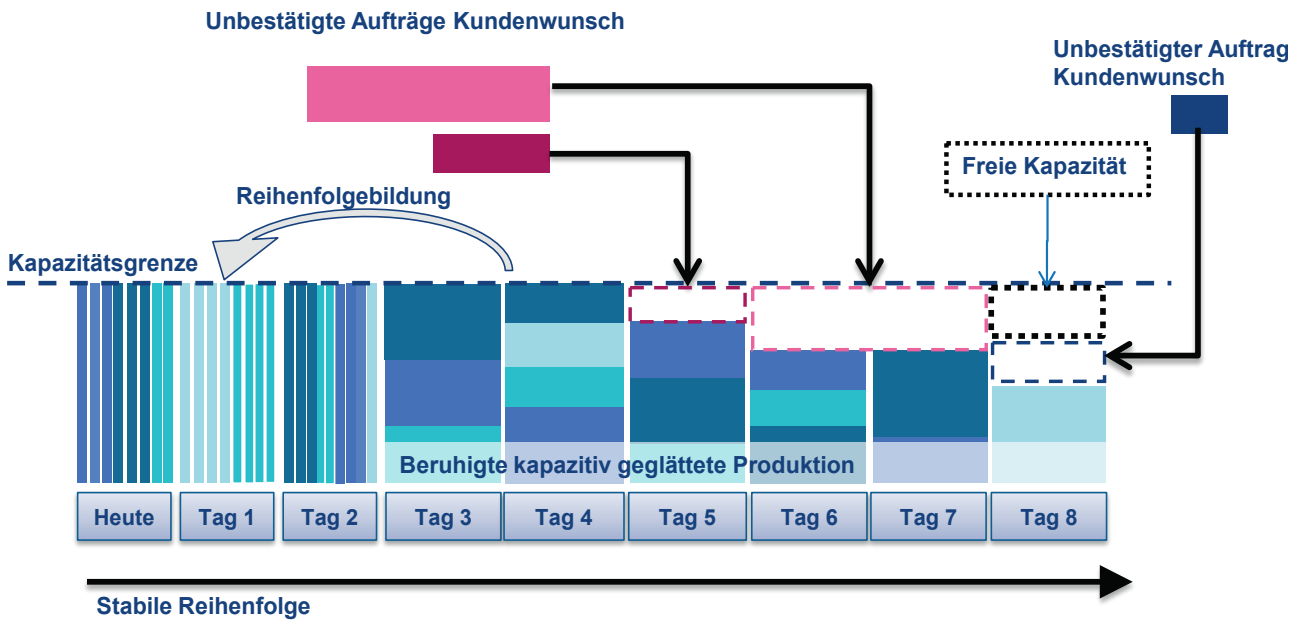 Unbestätigte Aufträge Kundenwunsch
Unbestätigter Auftrag
Kundenwunsch
Freie Kapazität
Reihenfolgebildung
Kapazitätsgrenze
Beruhigte kapazitiv geglättete Produktion
Heute
Tag 1
Tag 2
Tag 3
Tag 4
Tag 5
Tag 6
Tag 7
Tag 8
Stabile Reihenfolge